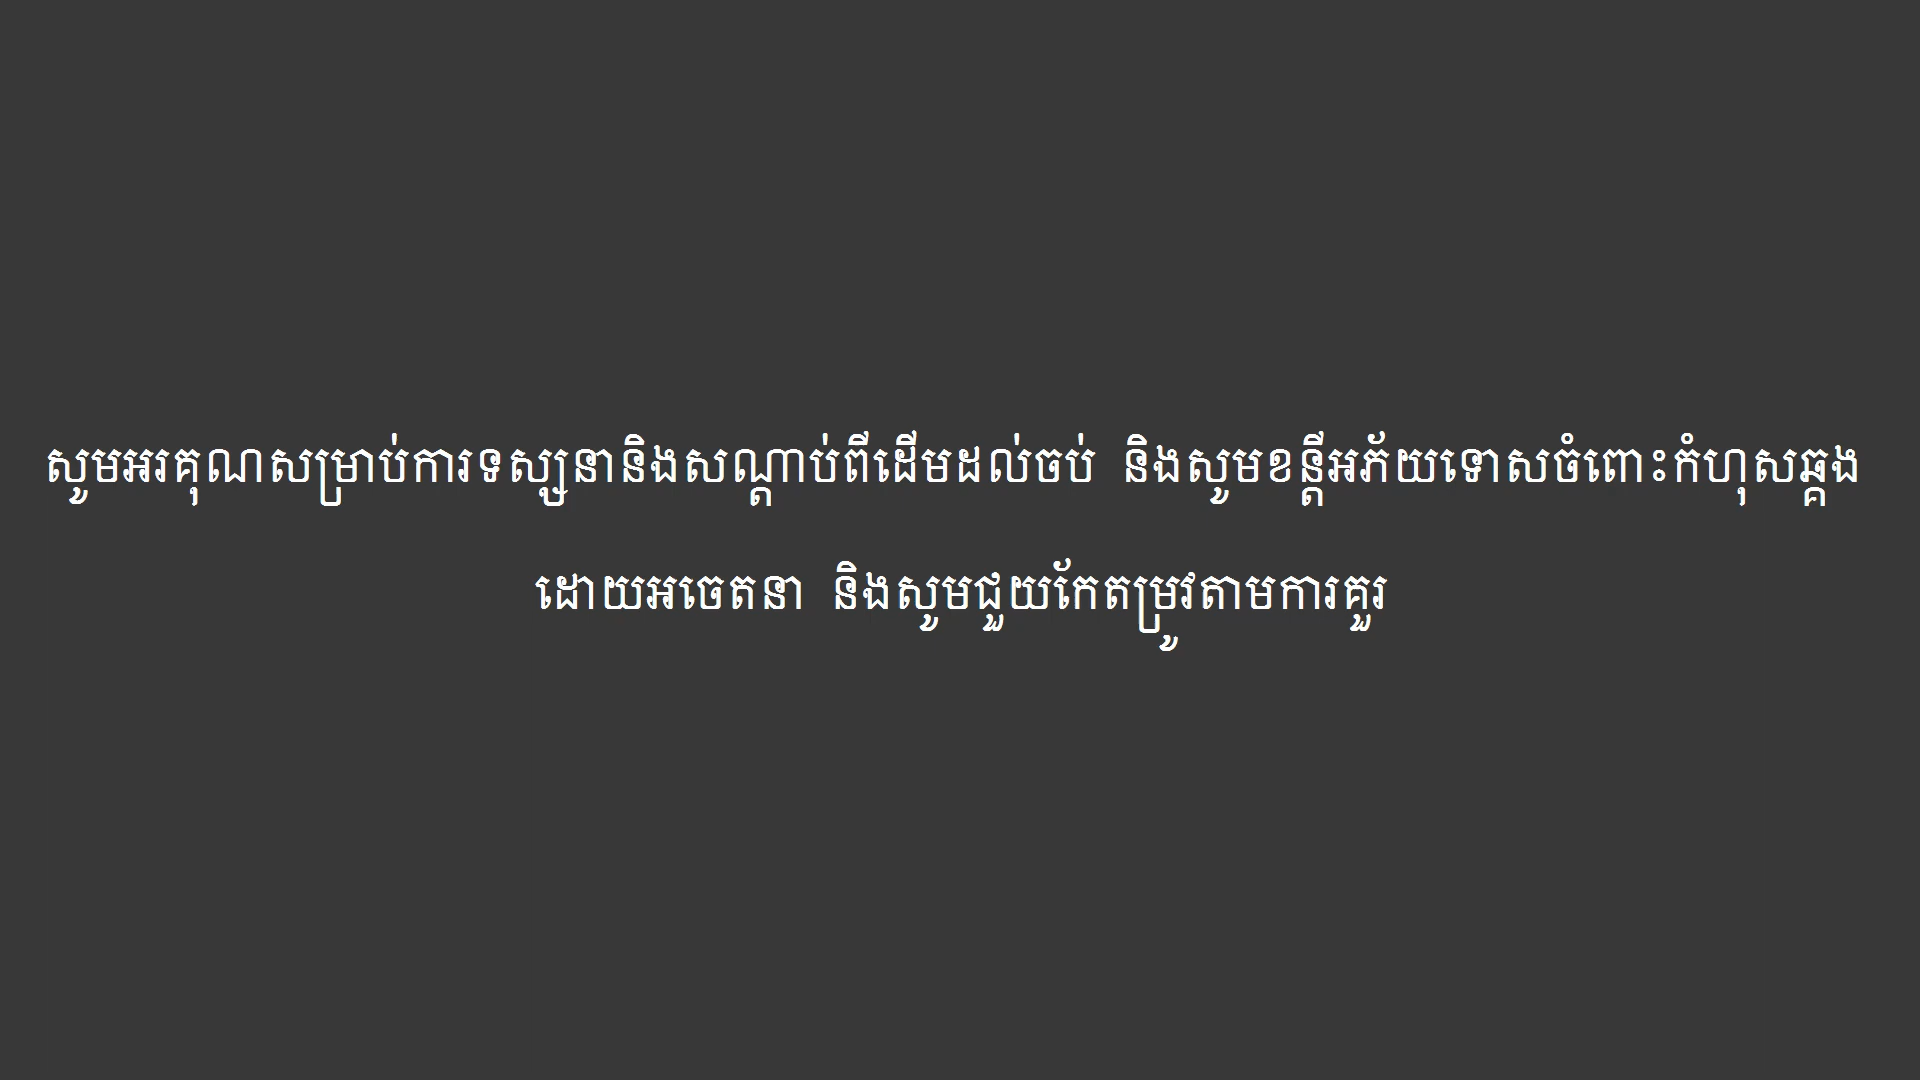 សូមអរគុណសម្រាប់ការទស្សនានិងសណ្ដាប់ពីដើមដល់ចប់ និងសូមខន្ដីអភ័យទោសចំពោះកំហុសឆ្គង
ដោយអចេតនា និងសូមជួយកែតម្រូវតាមការគួរ